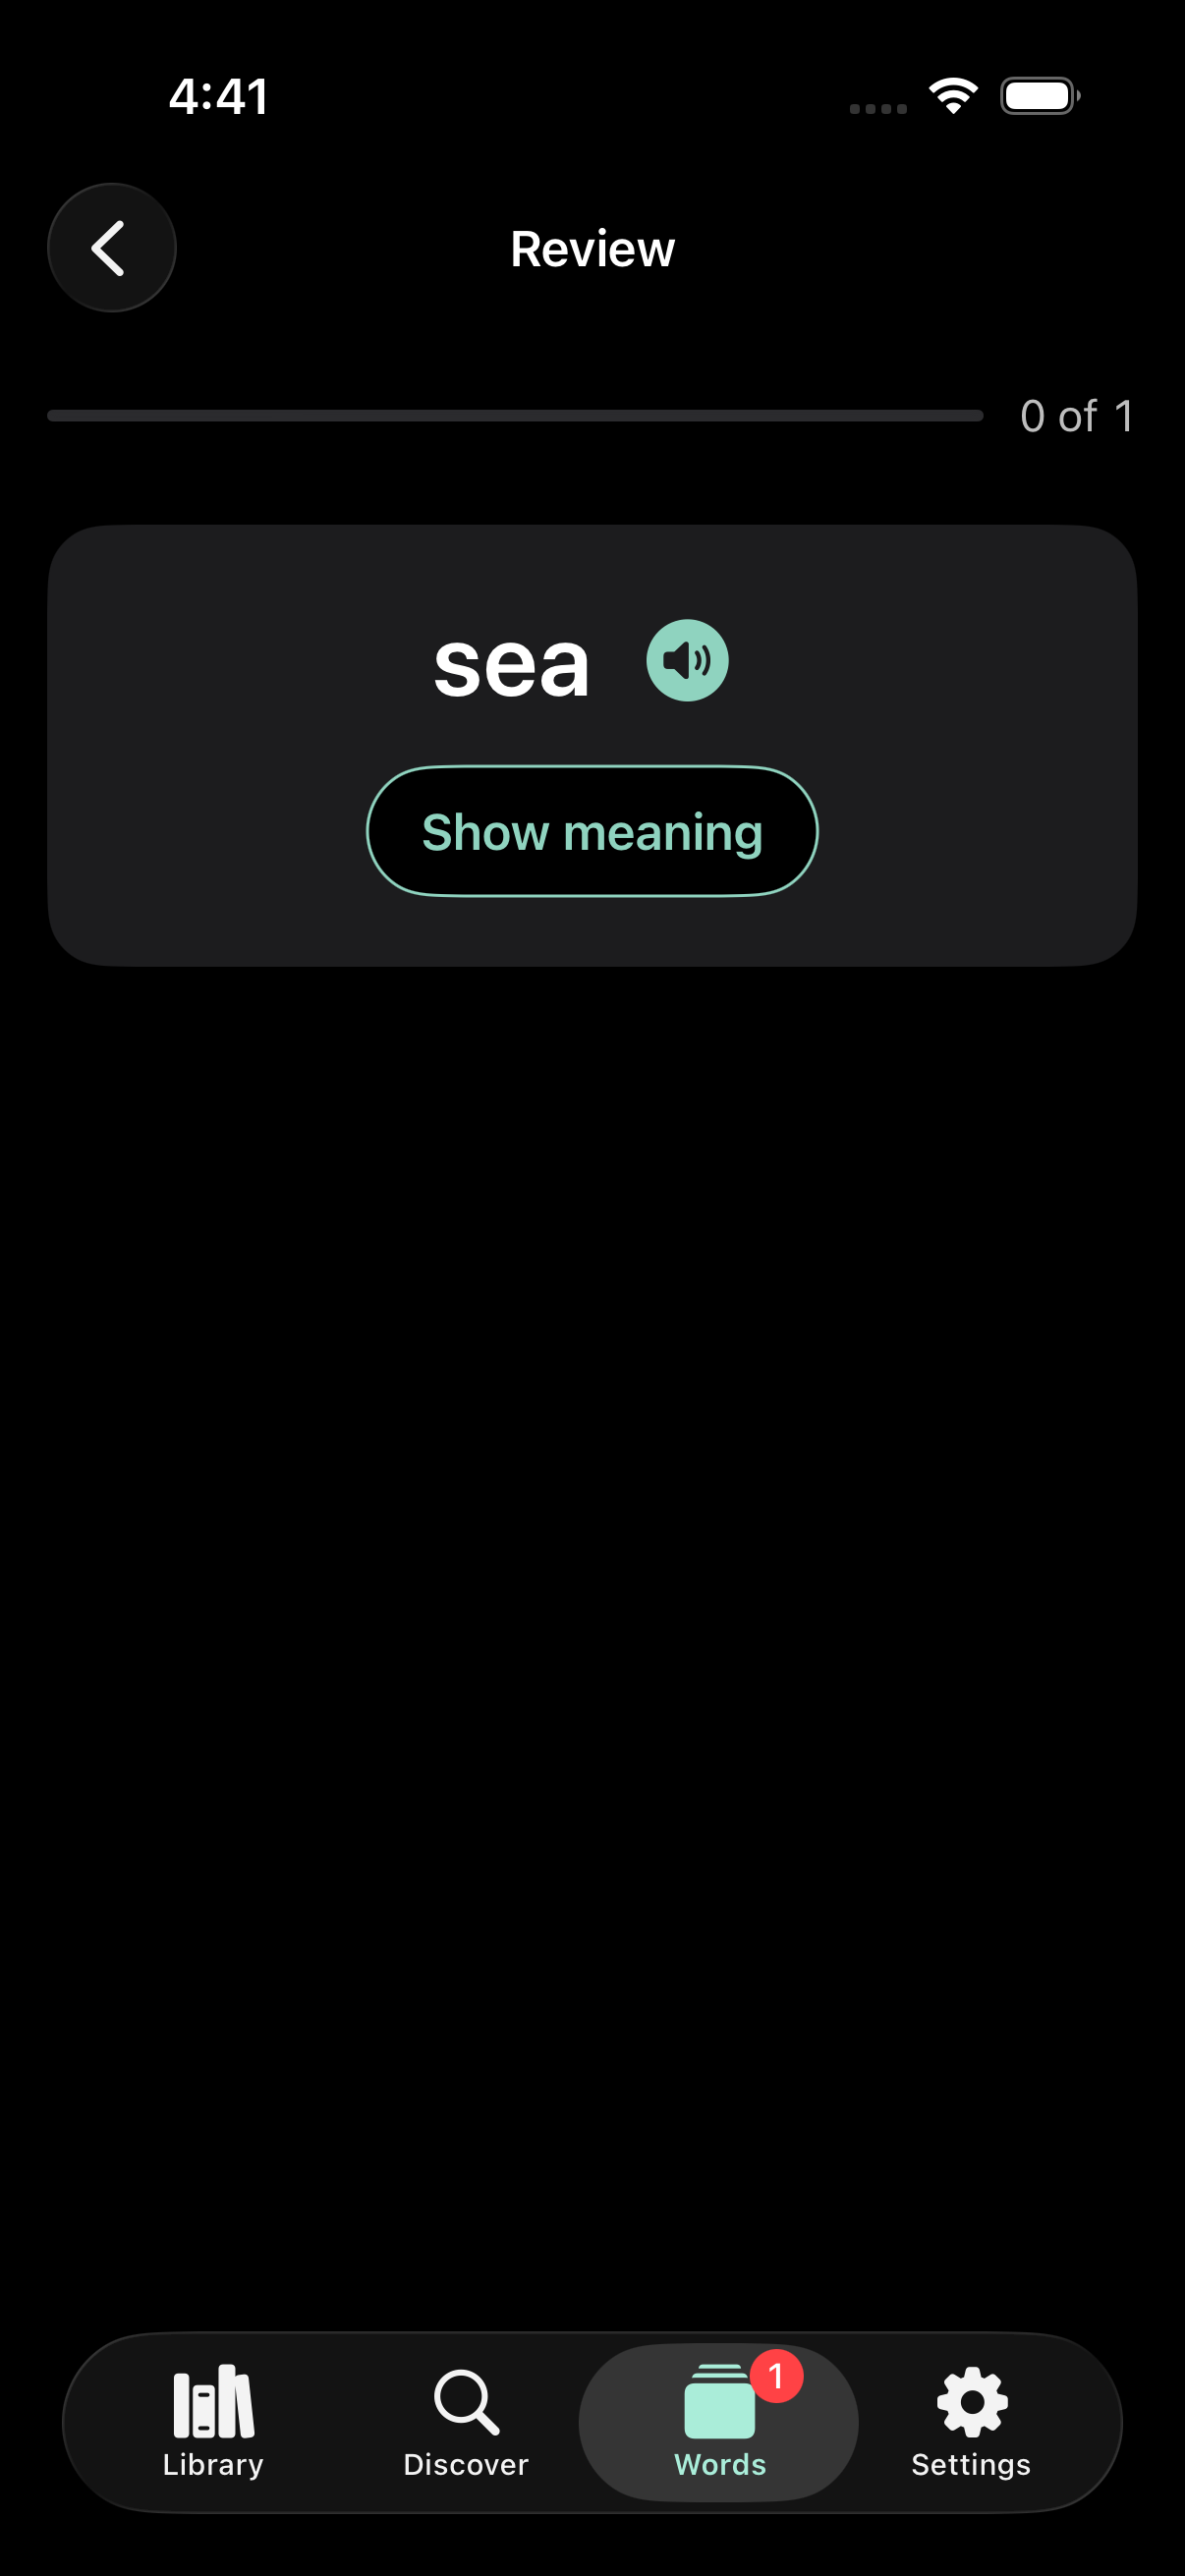 4:41
Review
0 of 1
sea
Show meaning
1
Library
Discover
Words
Settings